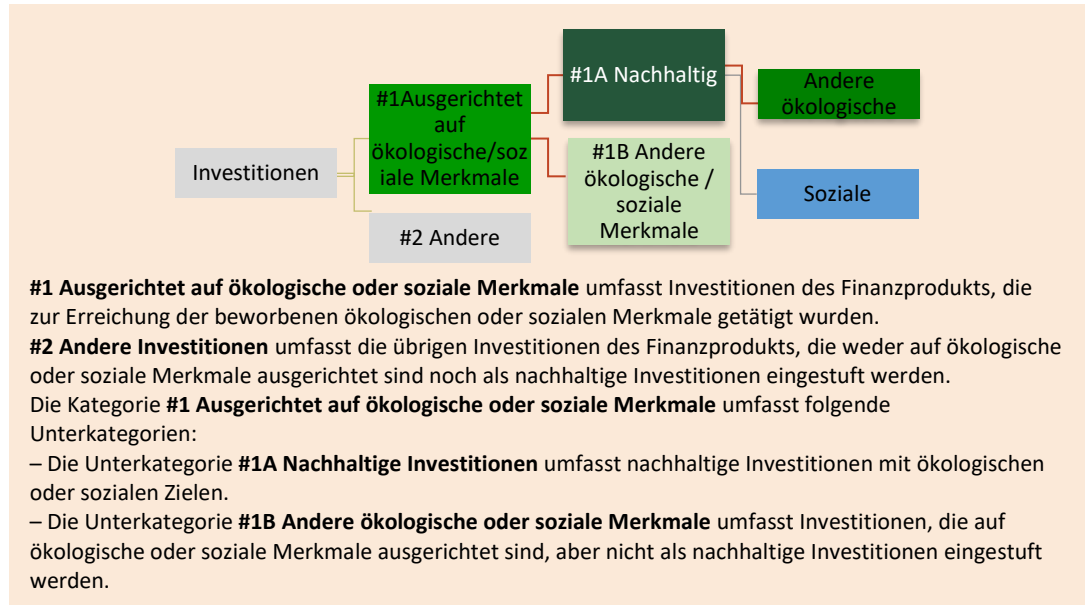 #1A Nachhaltig
Andere
ökologische
#1Ausgerichtet
auf
ökologische/soz
iale Merkmale
Investitionen
#1B Andere
ökologische /
soziale
Merkmale
Soziale
#2 Andere
#1 Ausgerichtet auf ökologische oder soziale Merkmale umfasst Investitionen des Finanzprodukts, die
zur Erreichung der beworbenen ökologischen oder sozialen Merkmale getätigt wurden.
#2 Andere Investitionen umfasst die übrigen Investitionen des Finanzprodukts, die weder auf ökologische
oder soziale Merkmale ausgerichtet sind noch als nachhaltige Investitionen eingestuft werden.
Die Kategorie #1 Ausgerichtet auf ökologische oder soziale Merkmale umfasst folgende
Unterkategorien:
– Die Unterkategorie #1A Nachhaltige Investitionen umfasst nachhaltige Investitionen mit ökologischen
oder sozialen Zielen.
– Die Unterkategorie #1B Andere ökologische oder soziale Merkmale umfasst Investitionen, die auf
ökologische oder soziale Merkmale ausgerichtet sind, aber nicht als nachhaltige Investitionen eingestuft
werden.